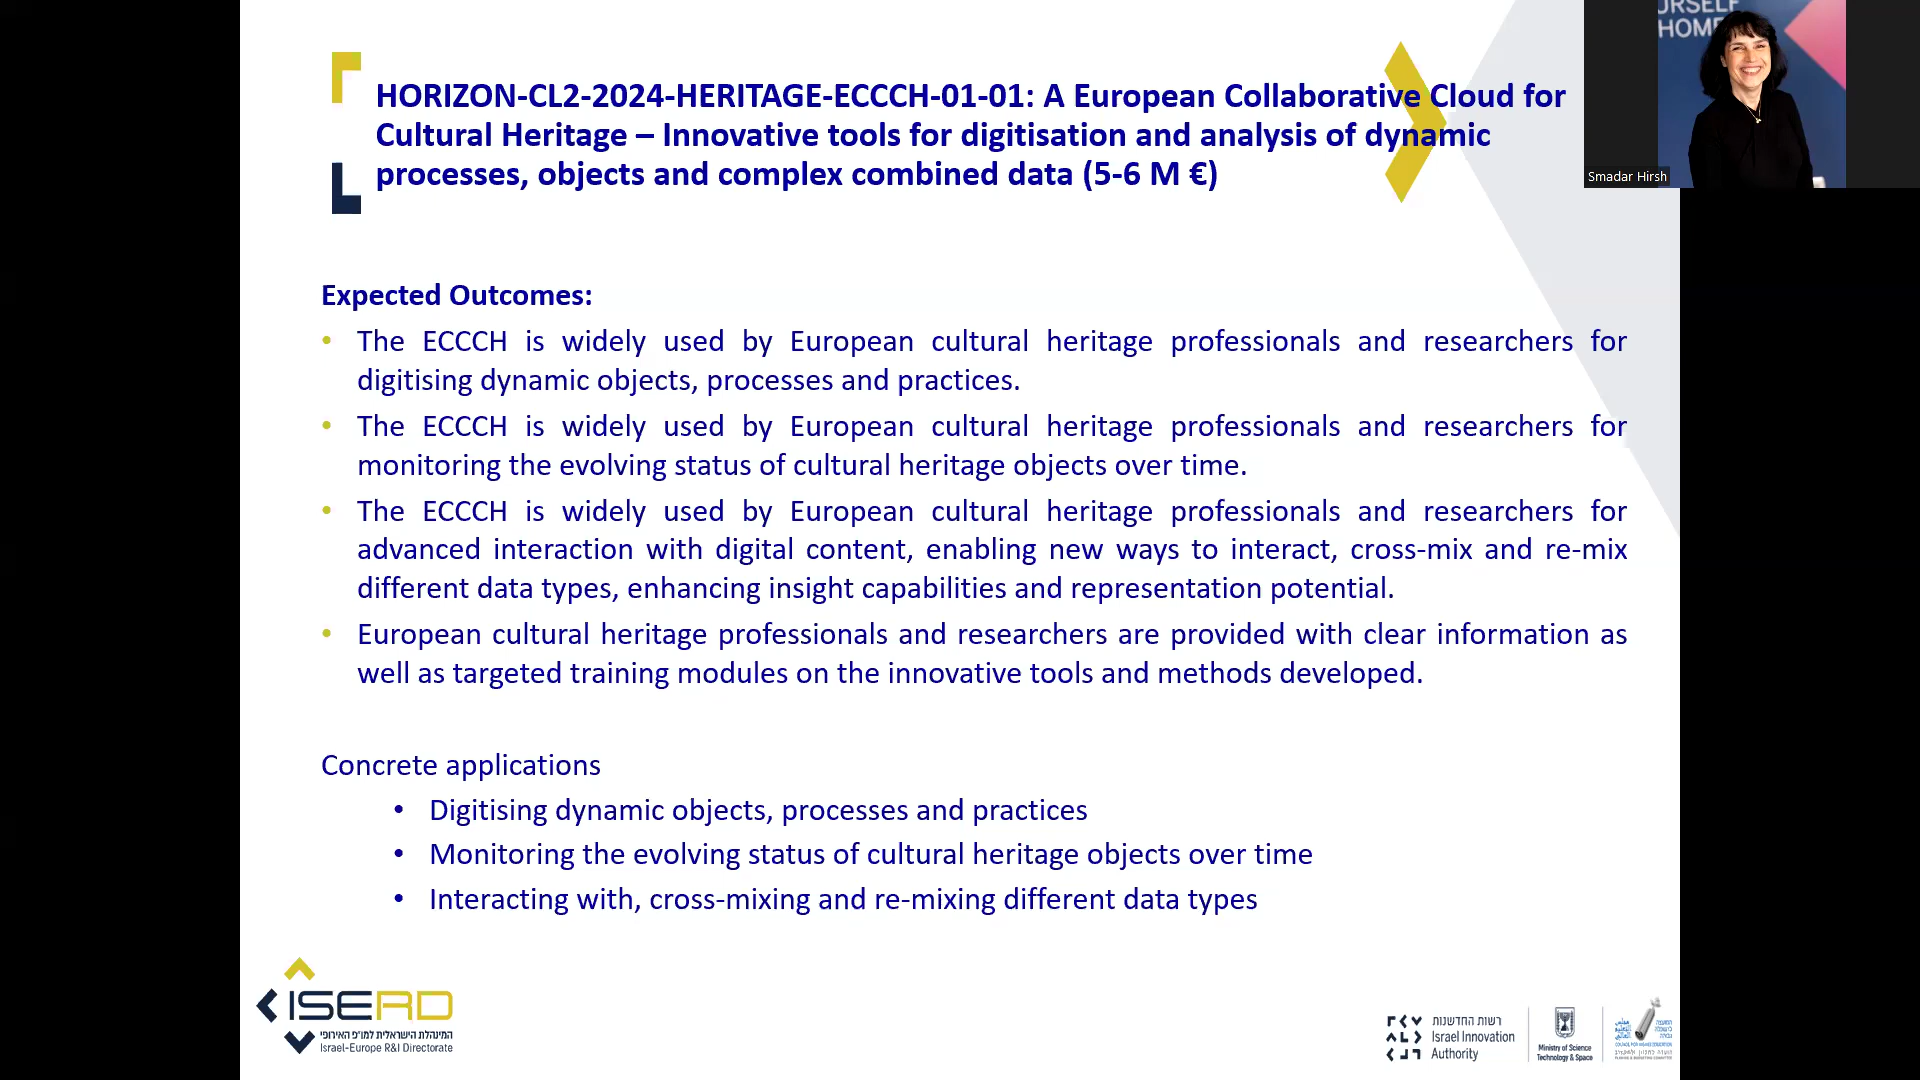 HORIZON-CL2-2024-HERITAGE-ECCCH-01-01: A European Collaborative Cloud for
Cultural Heritage – Innovative tools for digitisation and analysis of dynamic
processes, objects and complex combined data (5-6 M €)
URSELF
HOME
Smadar Hirsh
Expected Outcomes:
• The ECCCH is widely used by European cultural heritage professionals and researchers for
digitising dynamic objects, processes and practices.
• The ECCCH is widely used by European cultural heritage professionals and researchers for
monitoring the evolving status of cultural heritage objects over time.
• The ECCCH is widely used by European cultural heritage professionals and researchers for
advanced interaction with digital content, enabling new ways to interact, cross-mix and re-mix
different data types, enhancing insight capabilities and representation potential.
• European cultural heritage professionals and researchers are provided with clear information as
well as targeted training modules on the innovative tools and methods developed.
Concrete applications
• Digitising dynamic objects, processes and practices
• Monitoring the evolving status of cultural heritage objects over time
• Interacting with, cross-mixing and re-mixing different data types
ISERD
המינהלת הישראלית למו"פ האירופי
Israel-Europe R&I Directorate
רשות החדשנות
Israel Innovation
Authority
Ministry of Science
Technology & Space